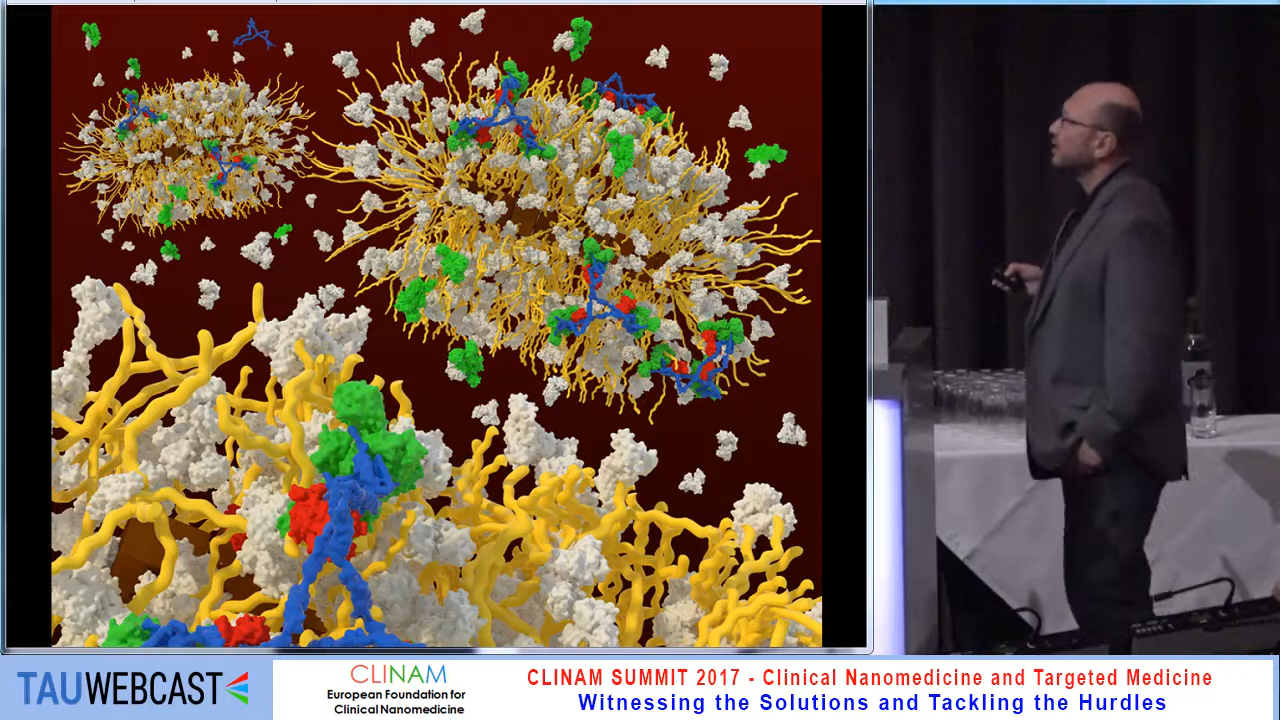 TAUWEBCAST
CLINAM
European Foundation for
Clinical Nanomedicine
CLINAM SUMMIT 2017 - Clinical Nanomedicine and Targeted Medicine
Witnessing the Solutions and Tackling the Hurdles